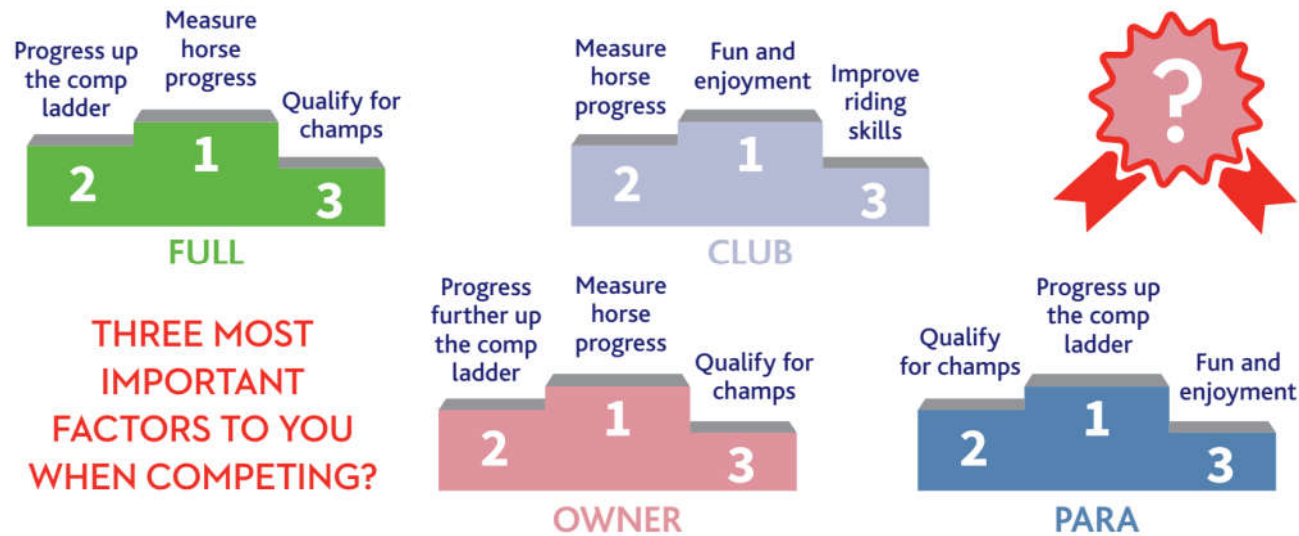 Progress up
the comp
ladder
2
Measure
horse
progress
1
Qualify for
champs
3
FULL
Measure
horse
progress
2
Fun and
enjoyment
1
Improve
riding
skills
3
CLUB
?
THREE MOST
IMPORTANT
FACTORS TO YOU
WHEN COMPETING?
Progress
further up
the comp
ladder
2
Measure
horse
progress
1
Qualify for
champs
3
OWNER
Qualify
for champs
2
Progress up
the comp
ladder
1
Fun and
enjoyment
3
PARA